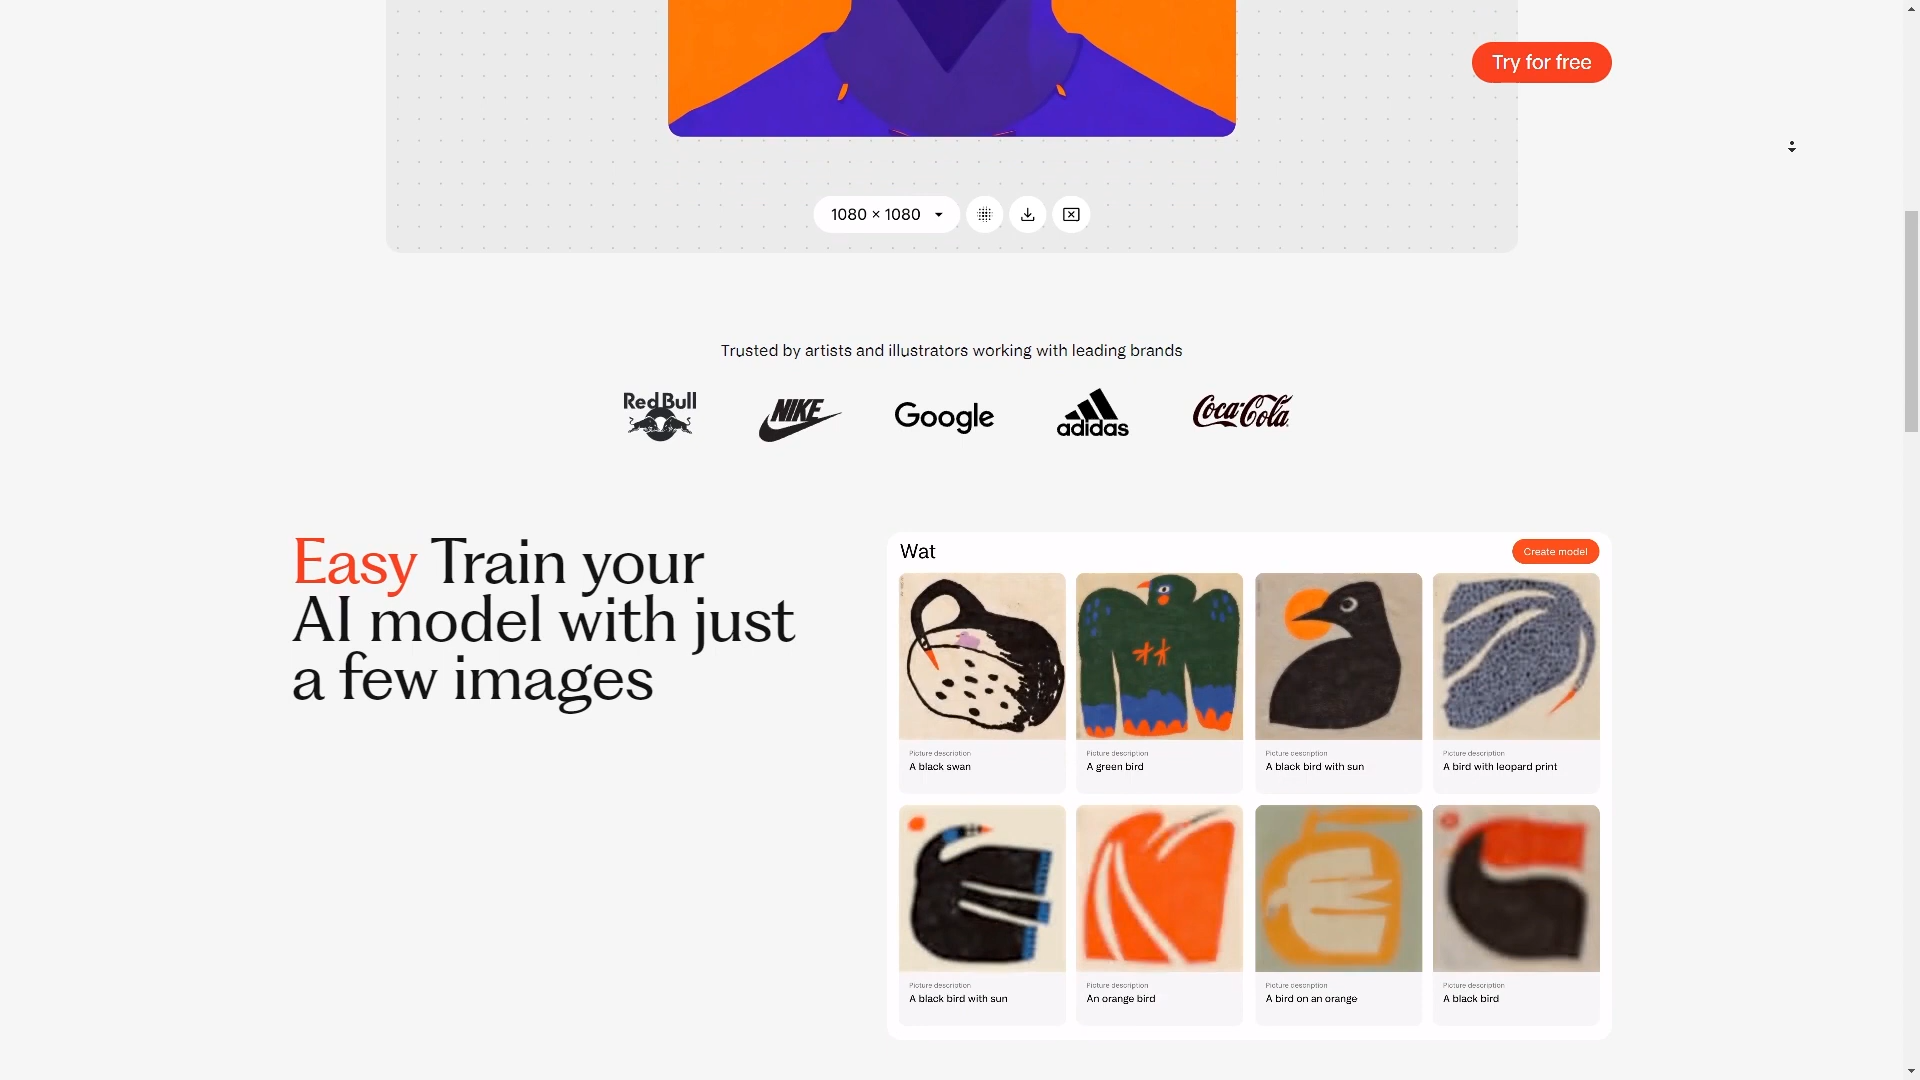 Try for free
1080 × 1080
Trusted by artists and illustrators working with leading brands
Red Bull
NIKE
Google
adidas
Coca-Cola
Easy Train your
AI model with just
a few images
Wat
Create model
Picture description
A black swan
Picture description
A green bird
Picture description
A black bird with sun
Picture description
A bird with leopard print
Picture description
A black bird with sun
Picture description
An orange bird
Picture description
A bird on an orange
Picture description
A black bird